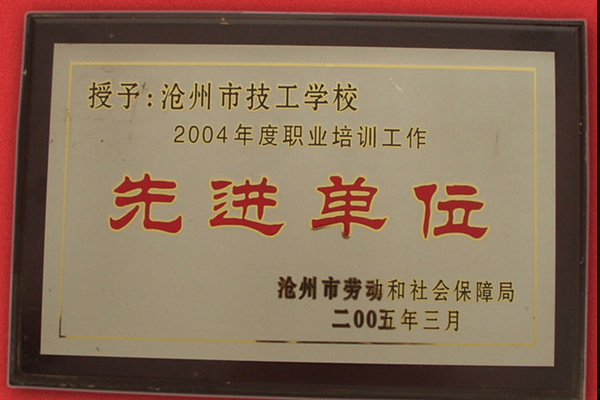 授予：沧州市技工学校
2004年度职业培训工作
先进单位
沧州市劳动和社会保障局
二00五年三月